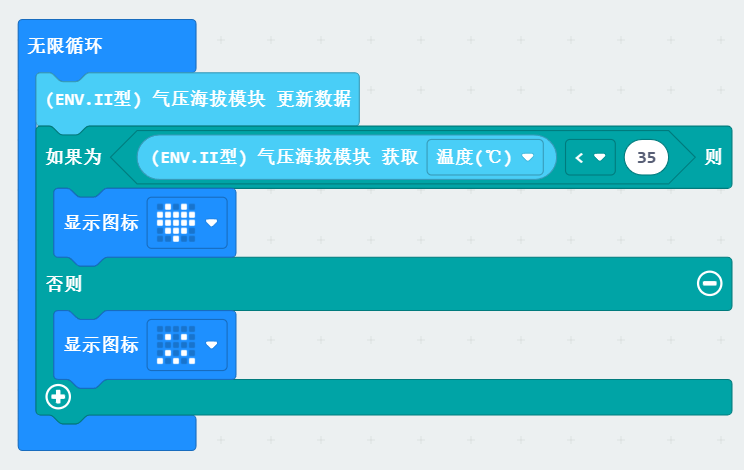 无限循环
(ENV.II型) 气压海拔模块 更新数据
如果为 (ENV.II型) 气压海拔模块 获取 温度(℃) < 35 则
显示图标
否则
显示图标